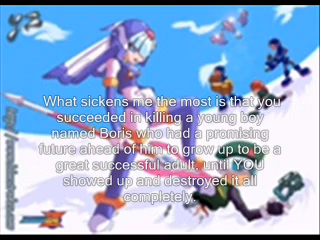 What sickens me the most is that you
succeeded in killing a young boy
named Boris who had a promising
future ahead of him to grow up to be a
great successful adult, until YOU
showed up and destroyed it all
completely.